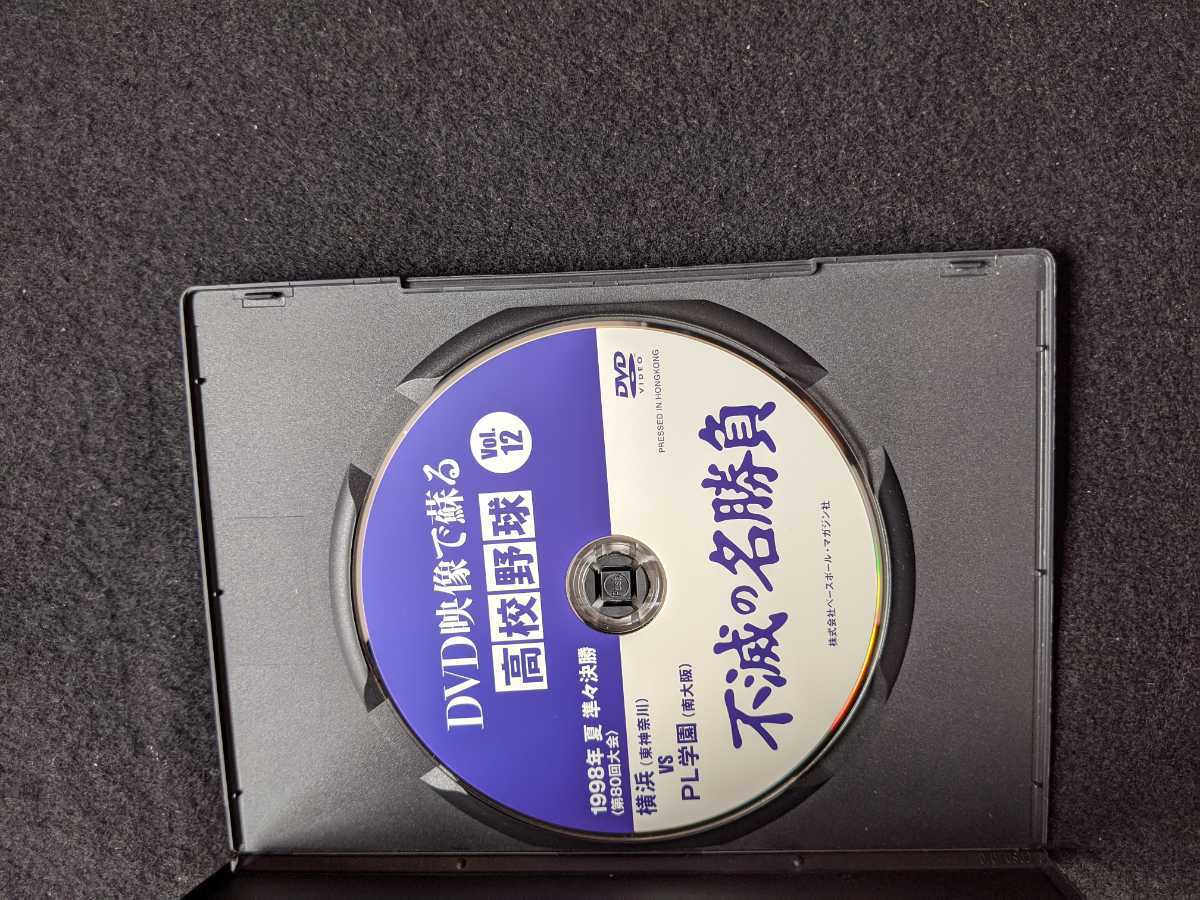 DVD映像で蘇る
高校野球
Vol.
12
1998年 夏 準々決勝
〈第80回大会〉
横浜(東神奈川)
VS
PL学園(南大阪)
不滅の名勝負
DVD
VIDEO
PRESSED IN HONGKONG
株式会社ベースボール・マガジン社